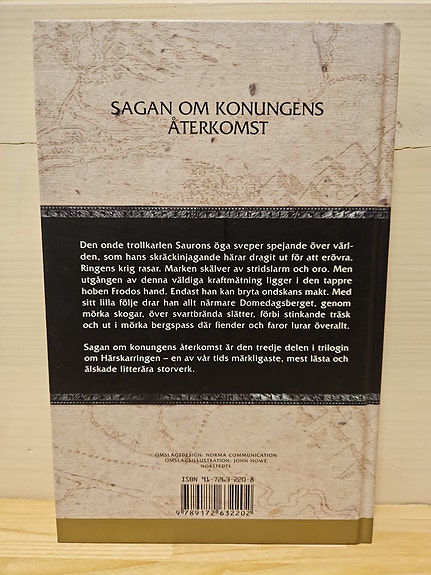 SAGAN OM KONUNGENS
ÅTERKOMST
Den onde trollkarlen Saurons öga sveper spejande över värl-
den, som hans skräckinjagande härar dragit ut för att erövra.
Ringens krig rasar. Marken skälver av stridslarm och oro. Men
utgången av denna väldiga kraftmätning ligger i den tappre
hoben Frodos hand. Endast han kan bryta ondskans makt. Med
sitt lilla följe drar han allt närmare Domedagsberget, genom
mörka skogar, över svartbrända slätter, förbi stinkande träsk
och ut i mörka bergspass där fiender och faror lurar överallt.
Sagan om konungens återkomst är den tredje delen i trilogin
om Härskarringen – en av vår tids märkligaste, mest lästa och
älskade litterära storverk.
OMSLAGSDESIGN: NORMA COMMUNICATION
OMSLAGSILLUSTRATION: JOHN HOWE
NORSTEDTS
ISBN 91-7263-220-8
9 789172 632202